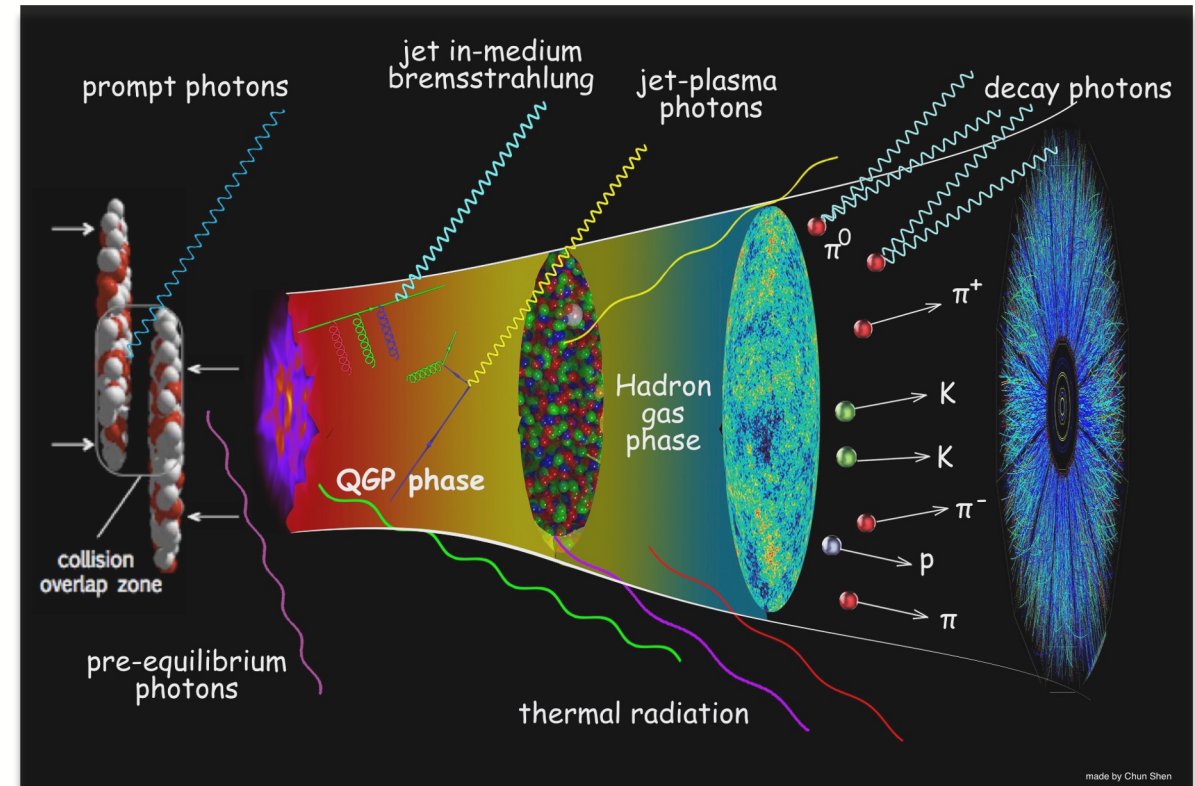 prompt photons
jet in-medium
bremsstrahlung
jet-plasma
photons
decay photons
π⁰
π⁺
K
K
π⁻
p
π
QGP phase
Hadron
gas
phase
collision
overlap zone
pre-equilibrium
photons
thermal radiation
made by Chun Shen